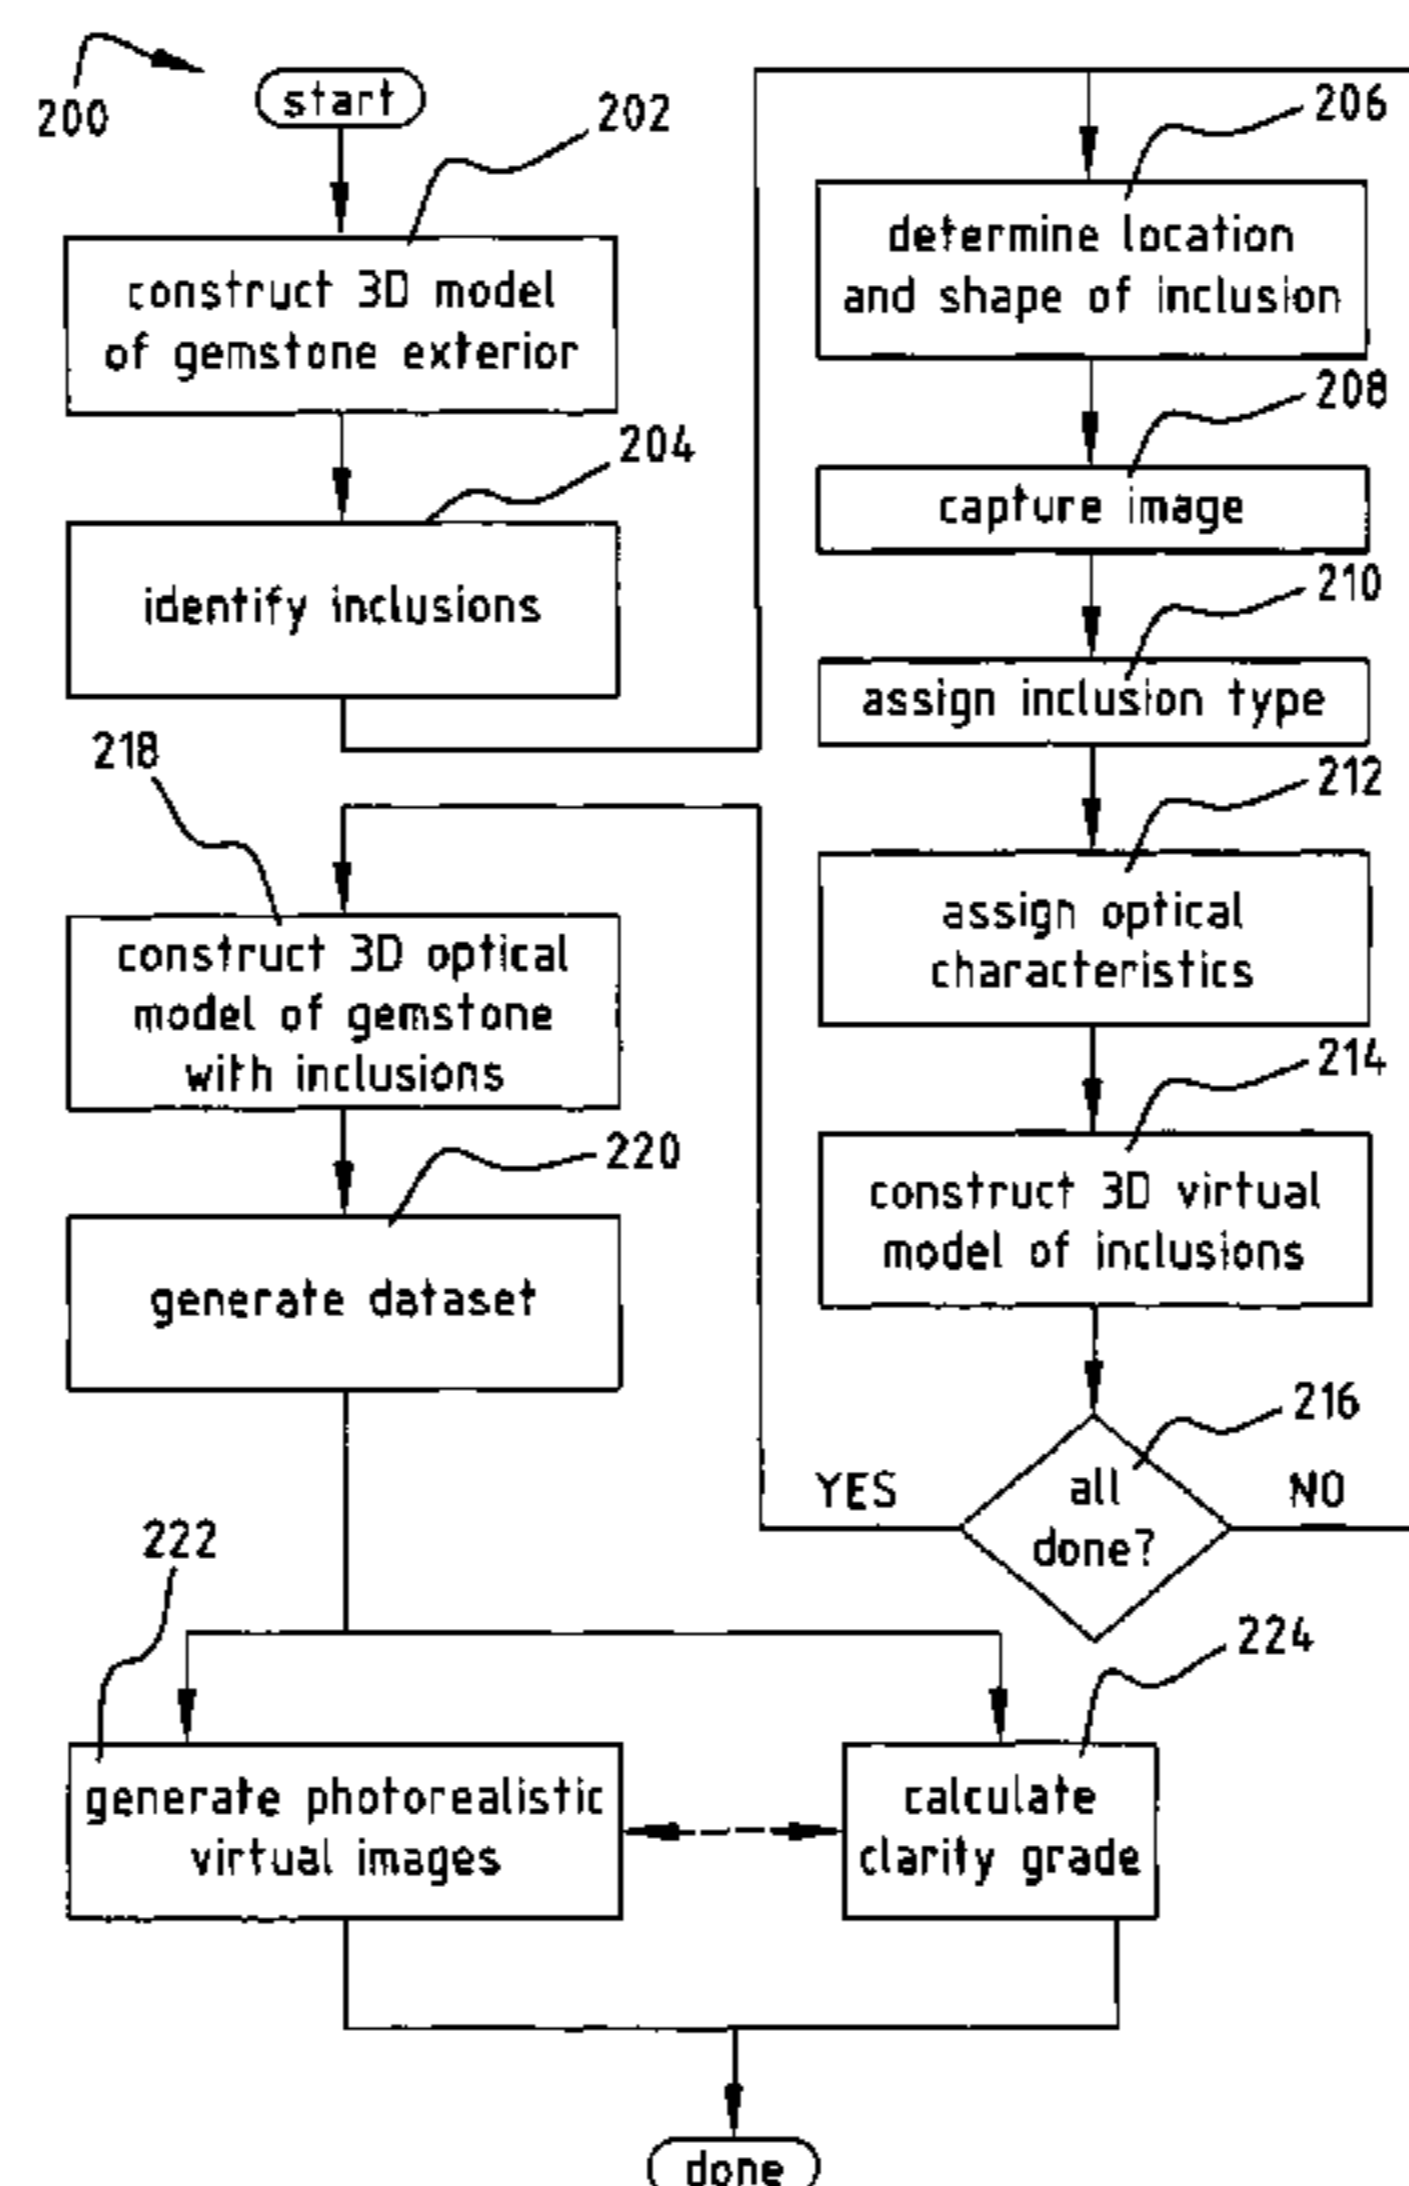 200
start
202
construct 3D model
of gemstone exterior
204
identify inclusions
206
determine location
and shape of inclusion
208
capture image
210
assign inclusion type
212
assign optical
characteristics
214
construct 3D virtual
model of inclusions
216
all
done?
YES
NO
218
construct 3D optical
model of gemstone
with inclusions
220
generate dataset
222
generate photorealistic
virtual images
224
calculate
clarity grade
done